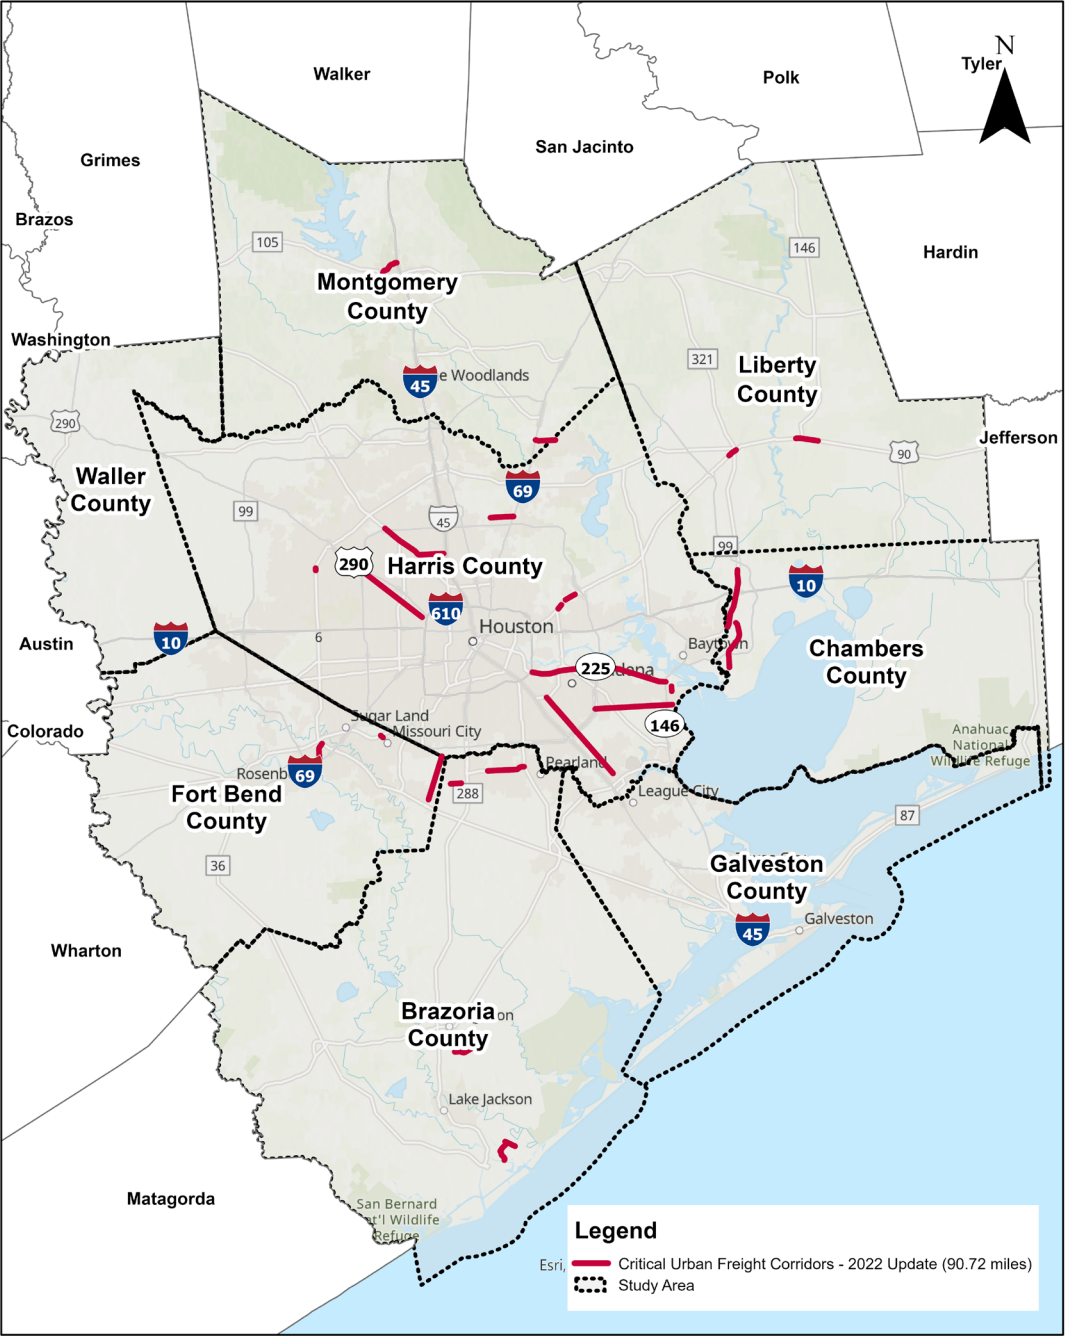 N
Walker
Polk
Tyler
San Jacinto
Grimes
Brazos
105
146
Hardin
Montgomery
County
Washington
321
Liberty
County
45
e Woodlands
290
Jefferson
90
Waller
County
69
99
45
99
290
Harris County
10
610
Houston
6
10
Austin
Baytown
Chambers
County
225
dena
Sugar Land
Missouri City
146
Colorado
Anahuac
National
Wildlife Refuge
Pearland
69
Rosenb
Fort Bend
County
288
League City
87
36
Galveston
County
Galveston
45
Wharton
Brazoria
County
on
Lake Jackson
Matagorda
San Bernard
t'l Wildlife
Refuge
Legend
Esri,
Critical Urban Freight Corridors - 2022 Update (90.72 miles)
Study Area